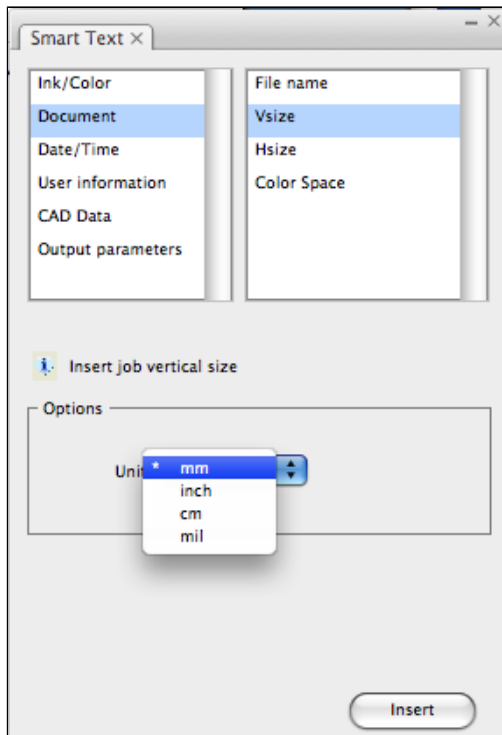 Smart Text
Ink/Color
Document
Date/Time
User information
CAD Data
Output parameters
File name
Vsize
Hsize
Color Space
Insert job vertical size
Options
Uni
* mm
inch
cm
mil
Insert